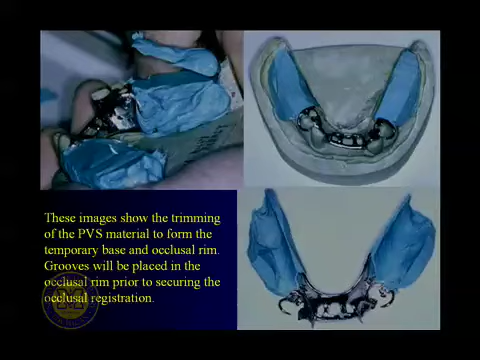 These images show the trimming
of the PVS material to form the
temporary base and occlusal rim.
Grooves will be placed in the
occlusal rim prior to securing the
occlusal registration.